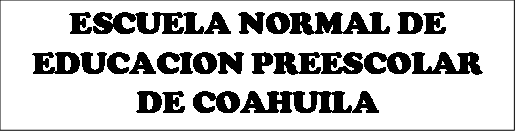 ESCUELA NORMAL DE
EDUCACION PREESCOLAR
DE COAHUILA